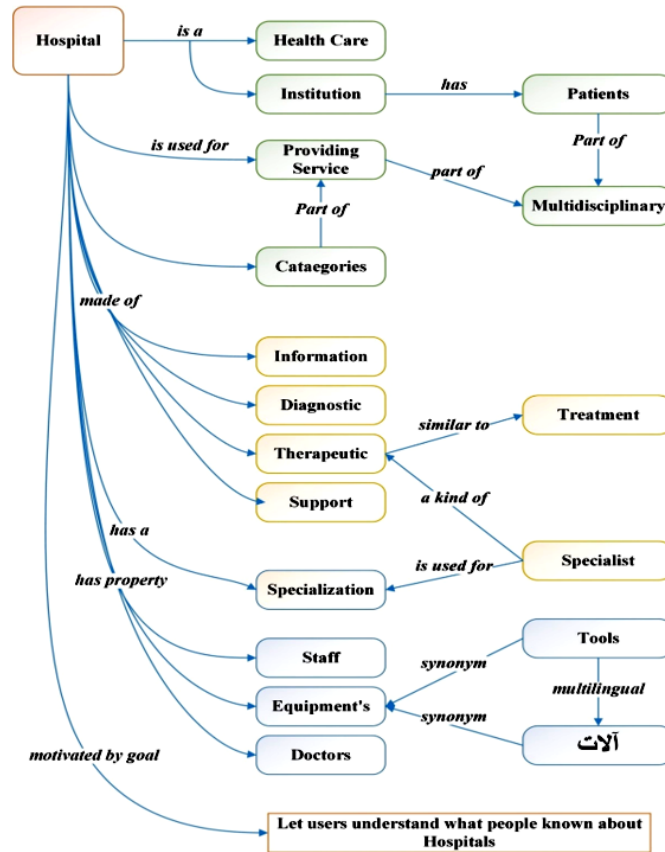 Hospital
is a
Health Care
Institution
has
Patients
is used for
Providing
Service
part of
Part of
Multidisciplinary
Part of
Cataegories
made of
Information
Diagnostic
Therapeutic
similar to
Treatment
Support
a kind of
has a
is used for
Specialist
has property
Specialization
Staff
synonym
Tools
Equipment's
synonym
multilingual
Doctors
آلات
motivated by goal
Let users understand what people known about
Hospitals